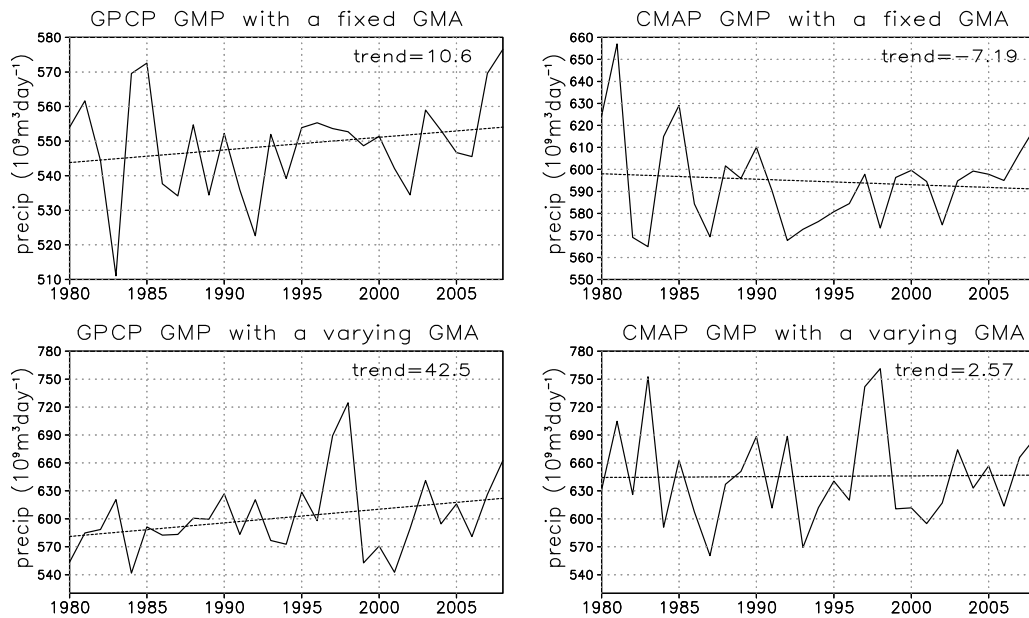 GPCP GMP with a fixed GMA
trend=10.6
precip (10⁹m³day⁻¹)
580
570
560
550
540
530
520
510
1980 1985 1990 1995 2000 2005
CMAP GMP with a fixed GMA
trend=−7.19
precip (10⁹m³day⁻¹)
660
650
640
630
620
610
600
590
580
570
560
550
1980 1985 1990 1995 2000 2005
GPCP GMP with a varying GMA
trend=42.5
precip (10⁹m³day⁻¹)
780
750
720
690
660
630
600
570
540
1980 1985 1990 1995 2000 2005
CMAP GMP with a varying GMA
trend=2.57
precip (10⁹m³day⁻¹)
780
750
720
690
660
630
600
570
540
1980 1985 1990 1995 2000 2005